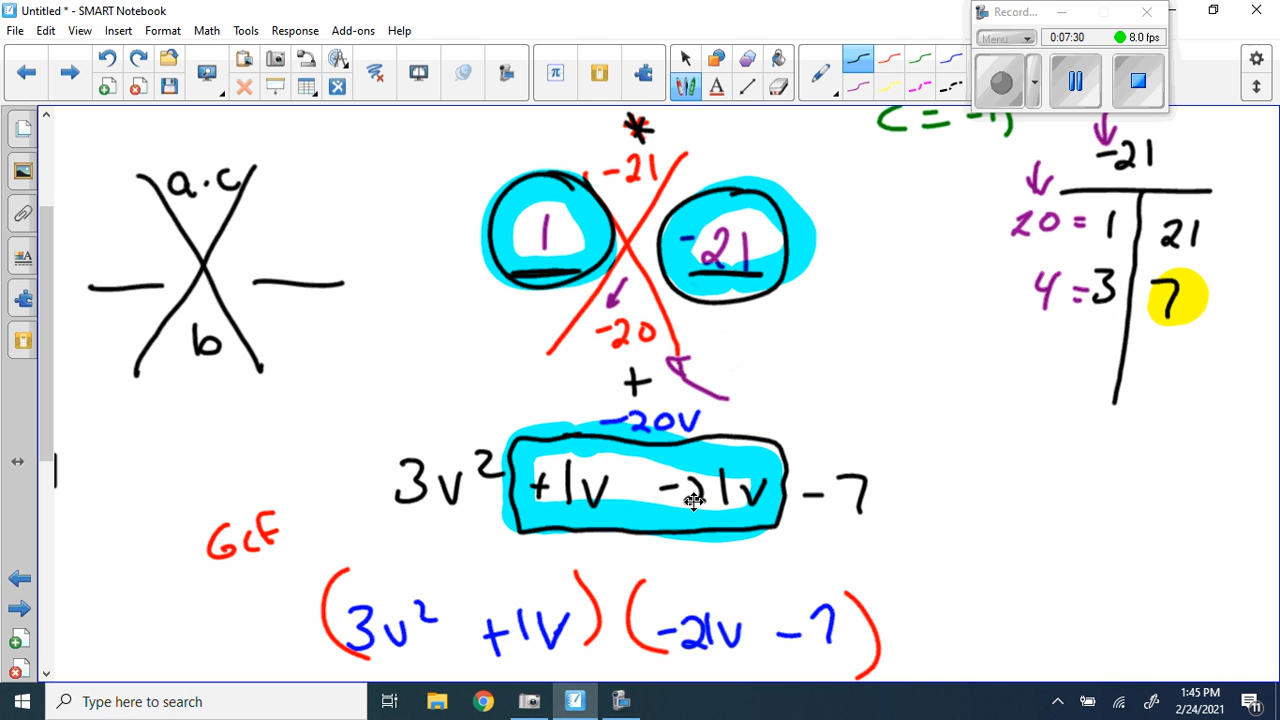 Untitled * - SMART Notebook
Record...
File Edit View Insert Format Math Tools Response Add-ons Help
Menu 0:07:30 8.0 fps
π
A
C = -7
*
-21
a·c
-21
1
-21
20 = 1 21
4 = 3 7
b
-20
+
-20v
3v² +1v -21v -7
GCF
(3v² +1v) (-21v -7)
Type here to search
1:45 PM
2/24/2021
11